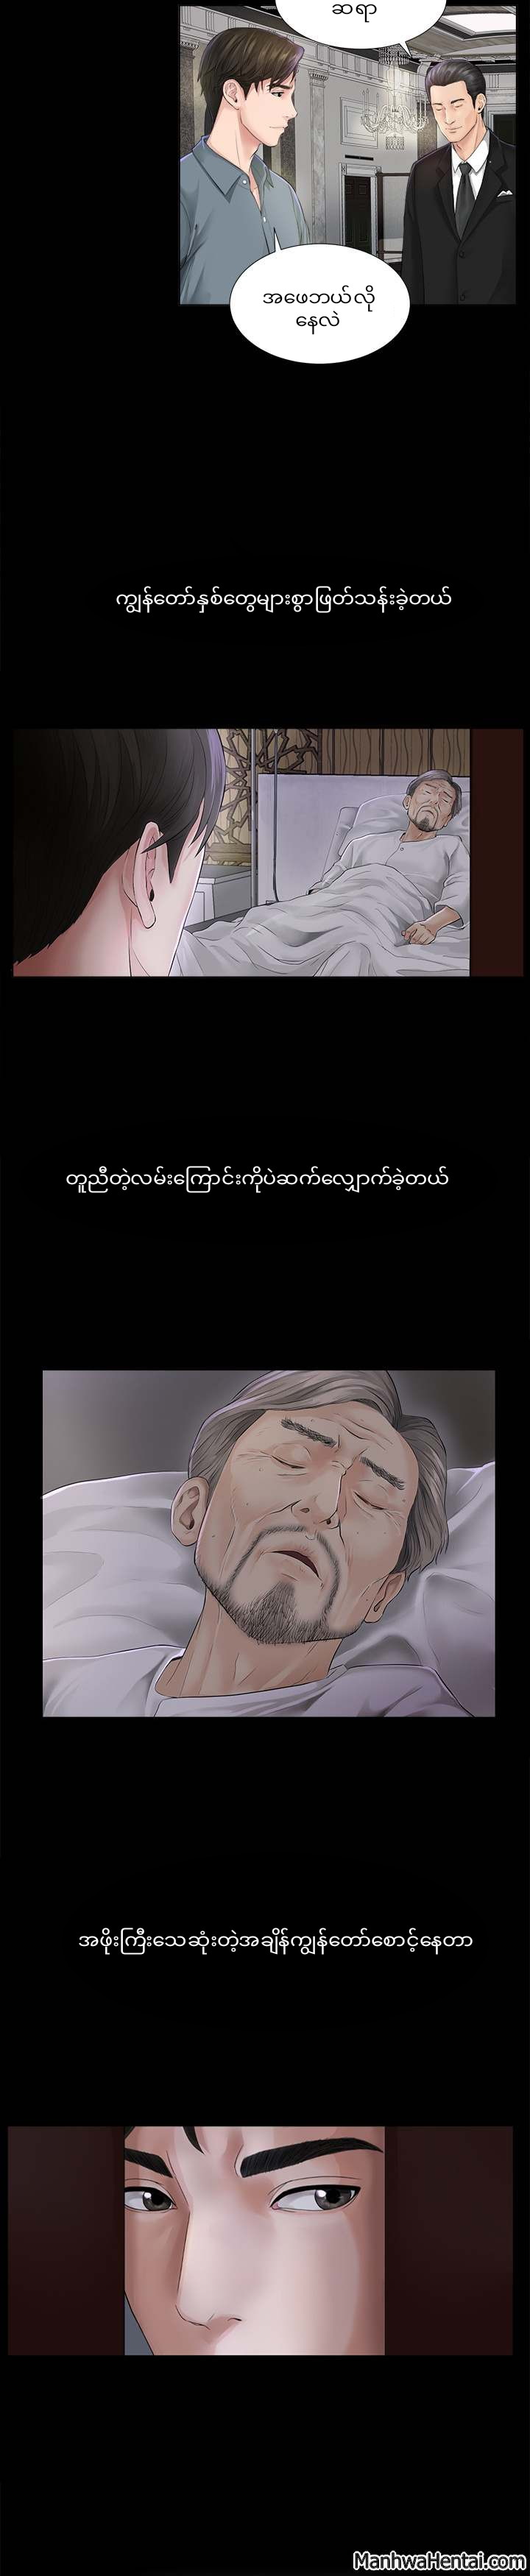 ဆရာ
အဖေဘယ်လို
နေလဲ
ကျွန်တော်နှစ်တွေများစွာဖြတ်သန်းခဲ့တယ်
တူညီတဲ့လမ်းကြောင်းကိုပဲဆက်လျှောက်ခဲ့တယ်
အဖိုးကြီးသေဆုံးတဲ့အချိန်ကျွန်တော်စောင့်နေတာ
ManhwaHentai.com